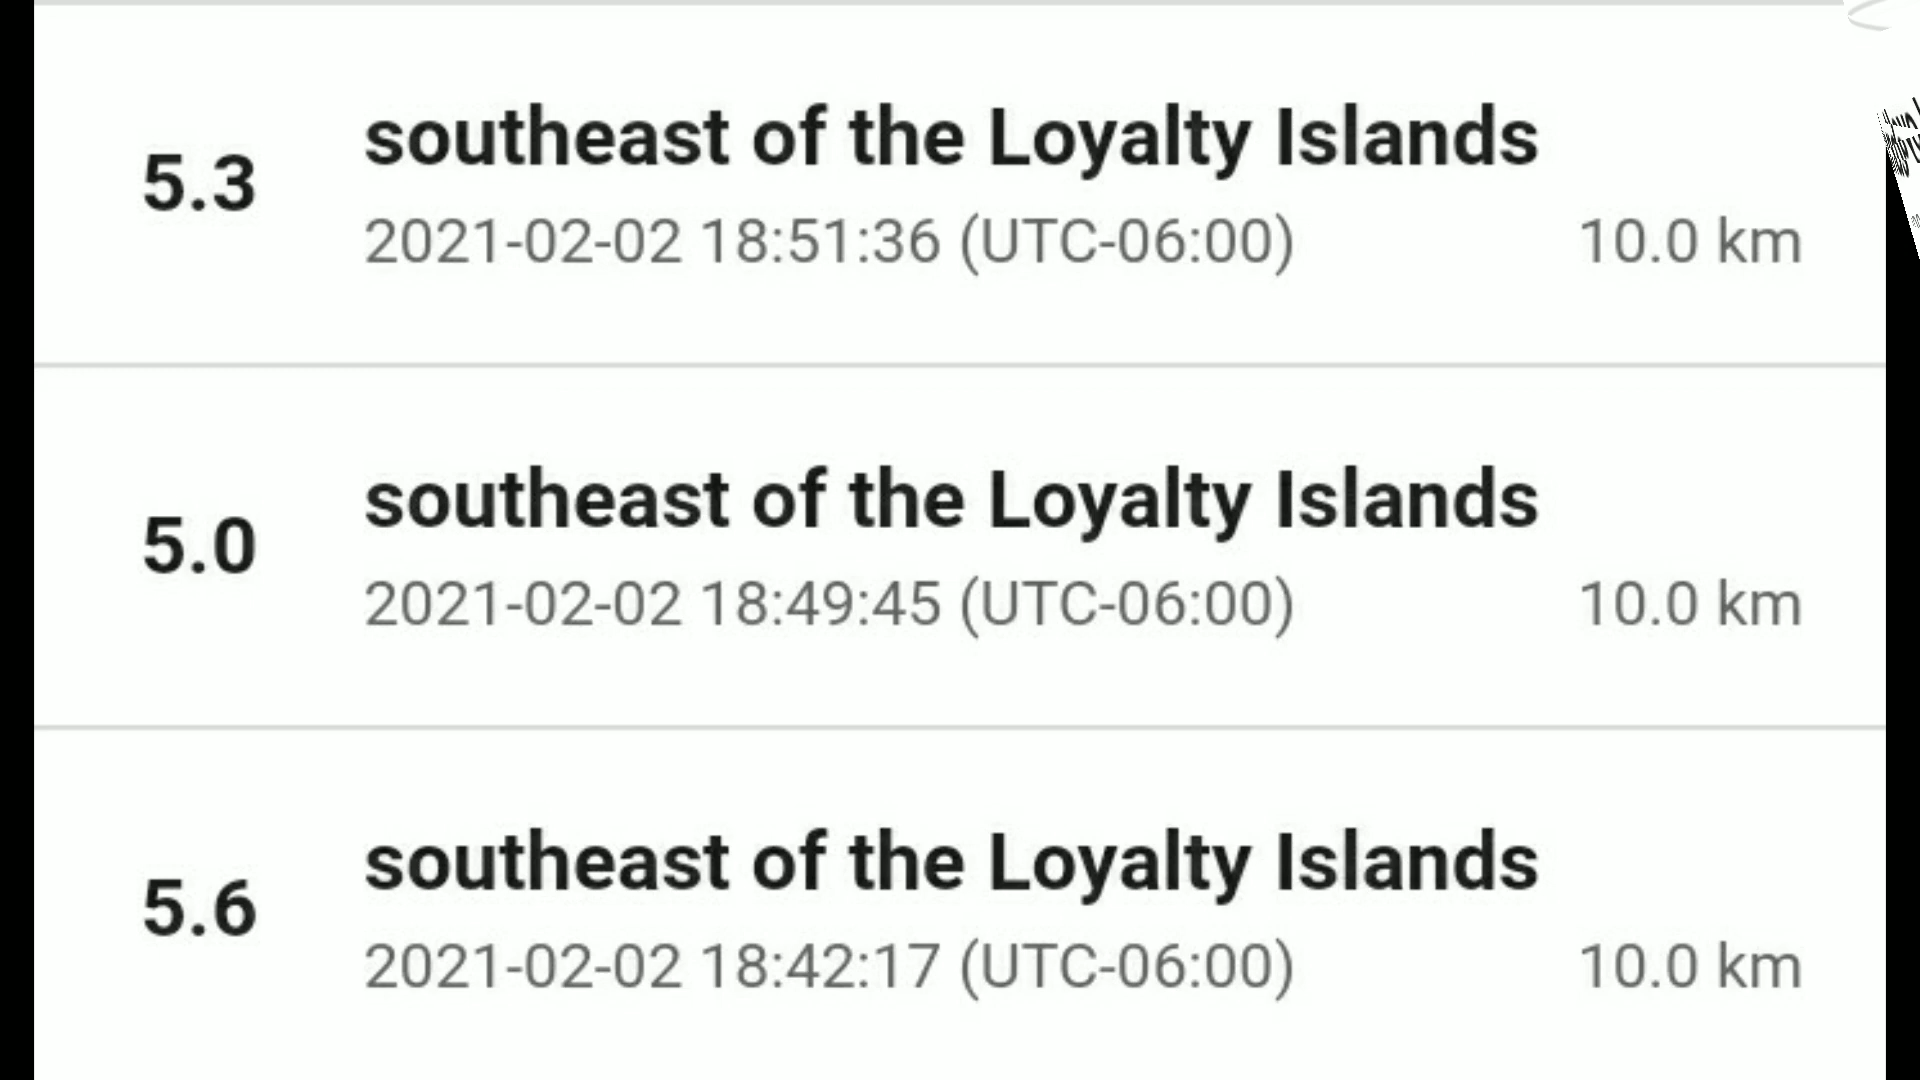 southeast of the Loyalty Islands
5.3
2021-02-02 18:51:36 (UTC-06:00) 10.0 km
southeast of the Loyalty Islands
5.0
2021-02-02 18:49:45 (UTC-06:00) 10.0 km
southeast of the Loyalty Islands
5.6
2021-02-02 18:42:17 (UTC-06:00) 10.0 km